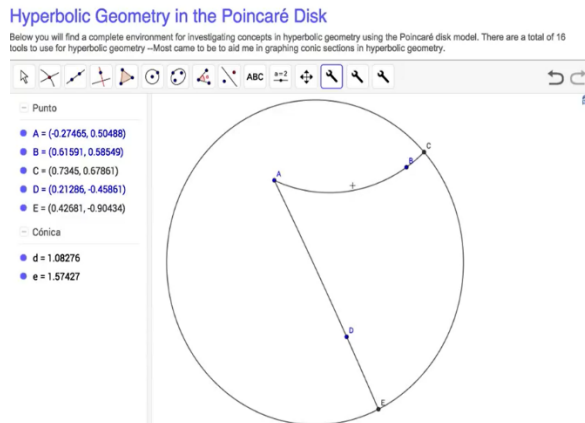 Hyperbolic Geometry in the Poincaré Disk
Below you will find a complete environment for investigating concepts in hyperbolic geometry using the Poincaré disk model. There are a total of 16
tools to use for hyperbolic geometry --Most came to be to aid me in graphing conic sections in hyperbolic geometry.
ABC
a=2
Punto
A = (-0.27465, 0.50488)
B = (0.61591, 0.58549)
C = (0.7345, 0.67861)
D = (0.21286, -0.45861)
E = (0.42681, -0.90434)
Cónica
d = 1.08276
e = 1.57427
C
B
A
D
E